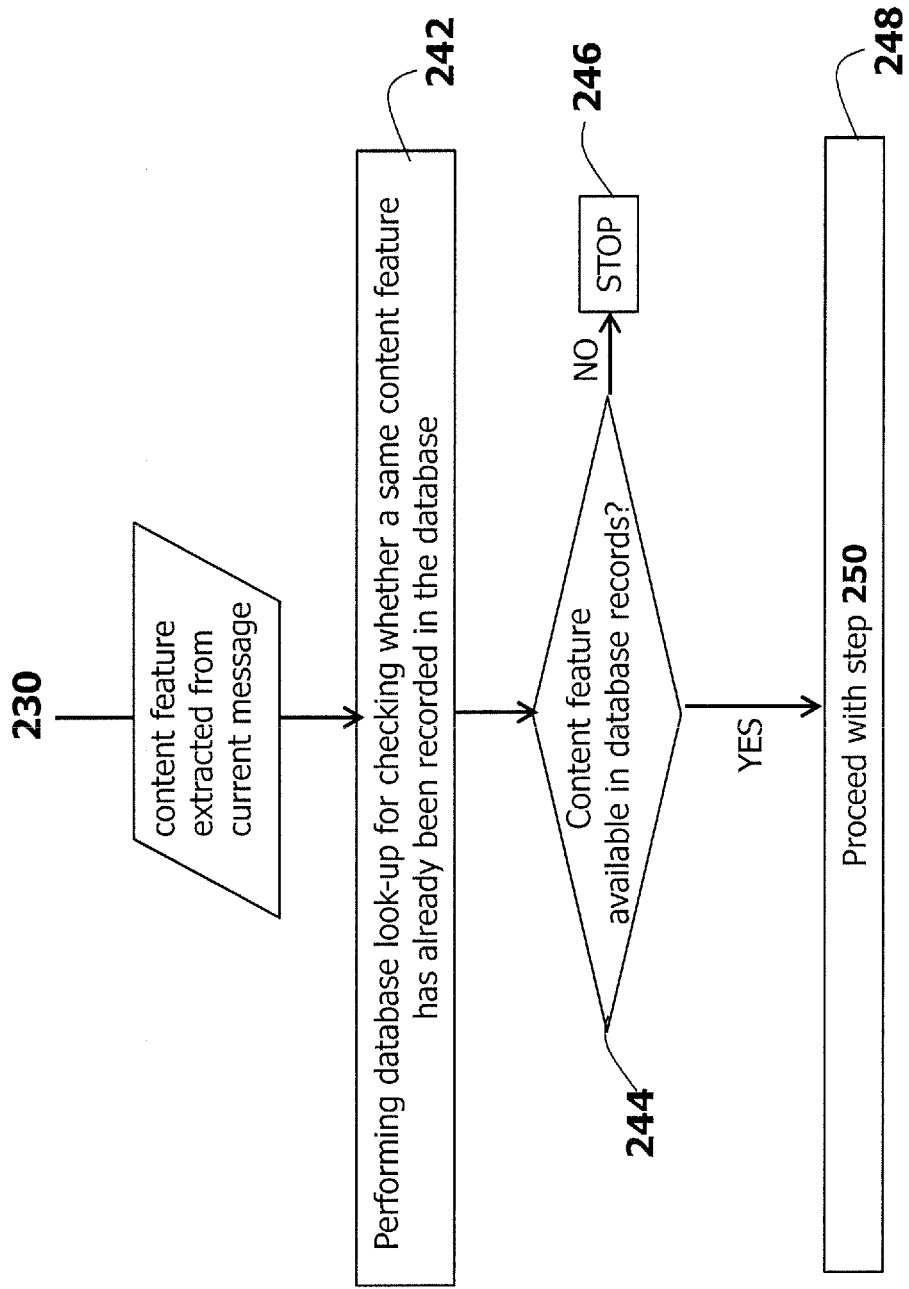 230
content feature
extracted from
current message
242
Performing database look-up for checking whether a same content feature
has already been recorded in the database
244
Content feature
available in database records?
NO
246
STOP
YES
248
Proceed with step 250